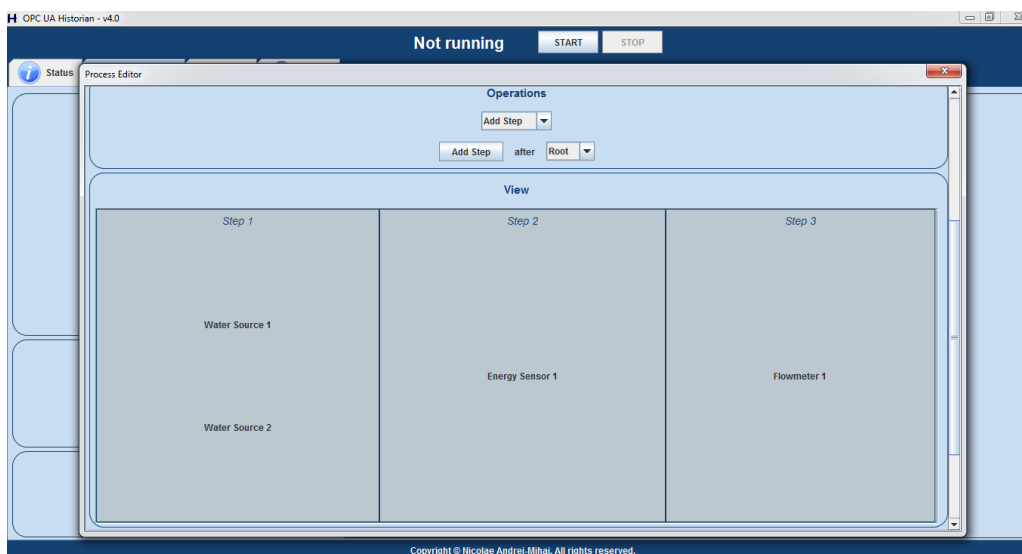 OPC UA Historian - v4.0
Not running START STOP
Status
Process Editor
Operations
Add Step
Add Step after Root
View
Step 1 Step 2 Step 3
Water Source 1
Energy Sensor 1 Flowmeter 1
Water Source 2
Copyright © Nicolae Andrei-Mihai. All rights reserved.